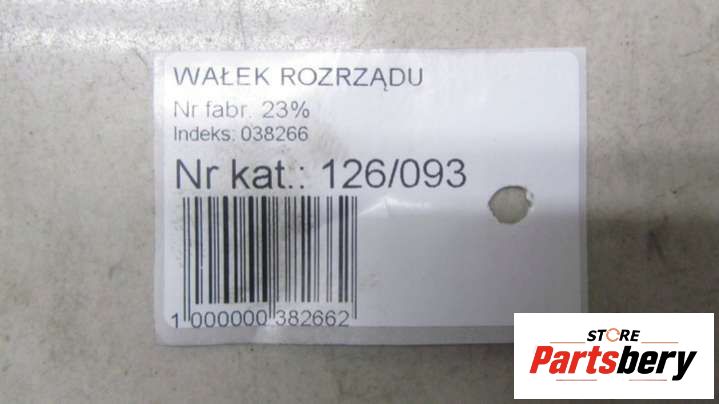 WAŁEK ROZRZĄDU
Nr fabr. 23%
Indeks: 038266
Nr kat.: 126/093
1 000000 382662
STORE
Partsbery